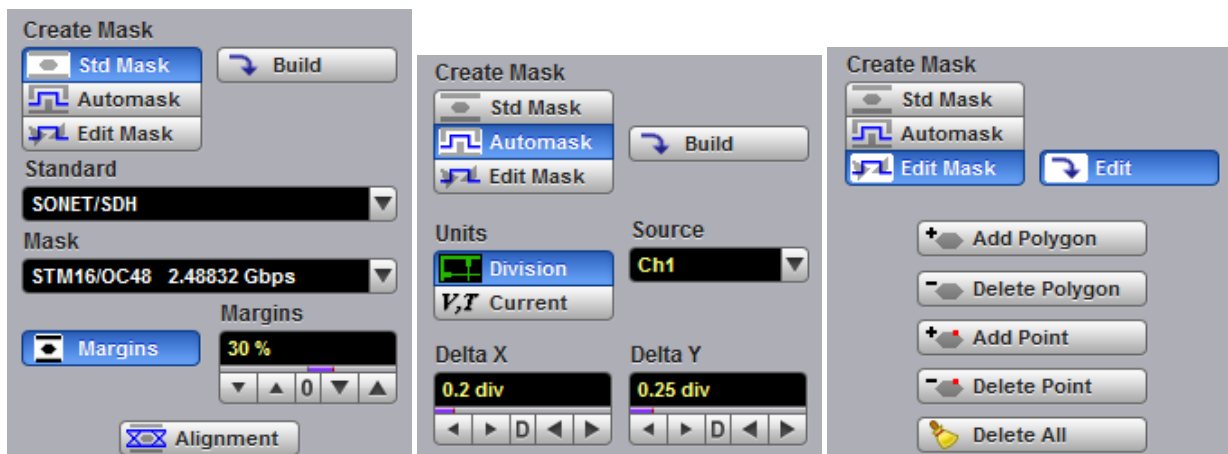 Create Mask
Std Mask
Build
Automask
Edit Mask
Standard
SONET/SDH
Mask
STM16/OC48 2.48832 Gbps
Margins
Margins
30 %
0
Alignment
Create Mask
Std Mask
Automask
Build
Edit Mask
Units
Source
Division
Ch1
V,T Current
Delta X
Delta Y
0.2 div
0.25 div
D
D
Create Mask
Std Mask
Automask
Edit Mask
Edit
Add Polygon
Delete Polygon
Add Point
Delete Point
Delete All